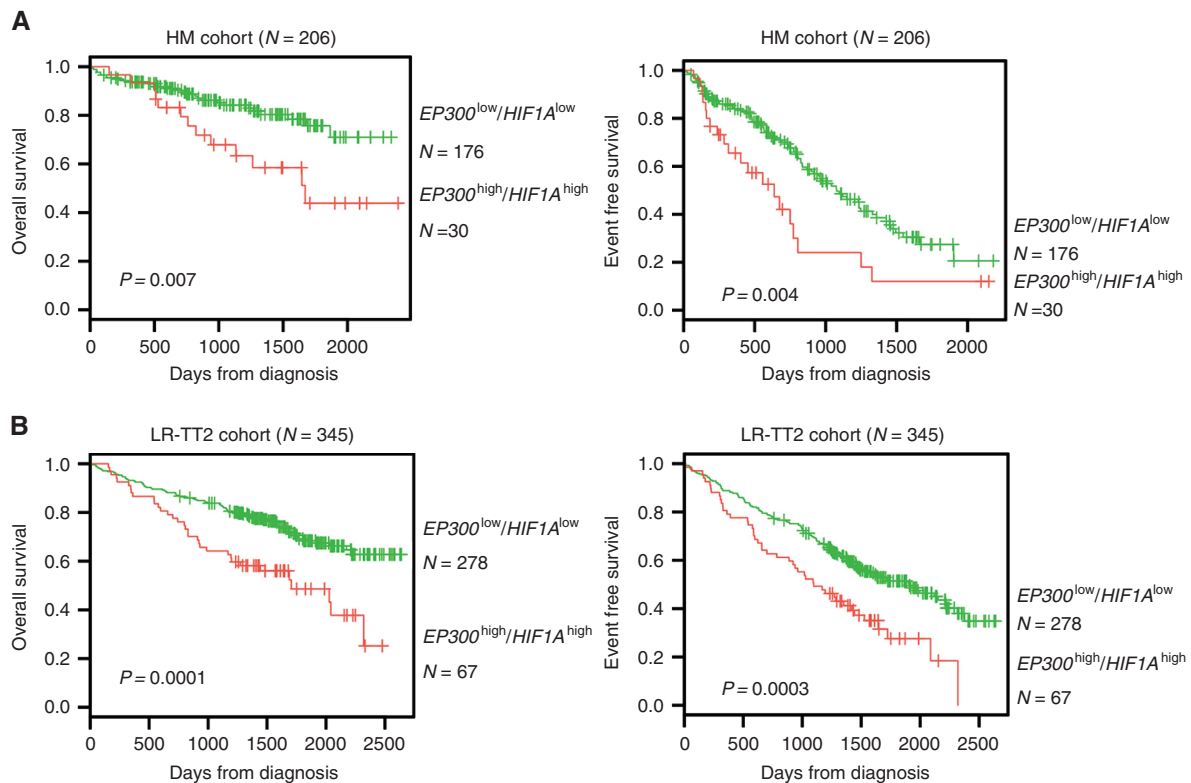 A
HM cohort (N = 206)
Overall survival
1.0
0.8
0.6
0.4
0.2
0.0
P = 0.007
EP300low/HIF1Alow
N = 176
EP300high/HIF1Ahigh
N =30
0 500 1000 1500 2000
Days from diagnosis
HM cohort (N = 206)
Event free survival
1.0
0.8
0.6
0.4
0.2
0.0
P = 0.004
EP300low/HIF1Alow
N = 176
EP300high/HIF1Ahigh
N =30
0 500 1000 1500 2000
Days from diagnosis
B
LR-TT2 cohort (N = 345)
Overall survival
1.0
0.8
0.6
0.4
0.2
0.0
P = 0.0001
EP300low/HIF1Alow
N = 278
EP300high/HIF1Ahigh
N = 67
0 500 1000 1500 2000 2500
Days from diagnosis
LR-TT2 cohort (N = 345)
Event free survival
1.0
0.8
0.6
0.4
0.2
0.0
P = 0.0003
EP300low/HIF1Alow
N = 278
EP300high/HIF1Ahigh
N = 67
0 500 1000 1500 2000 2500
Days from diagnosis